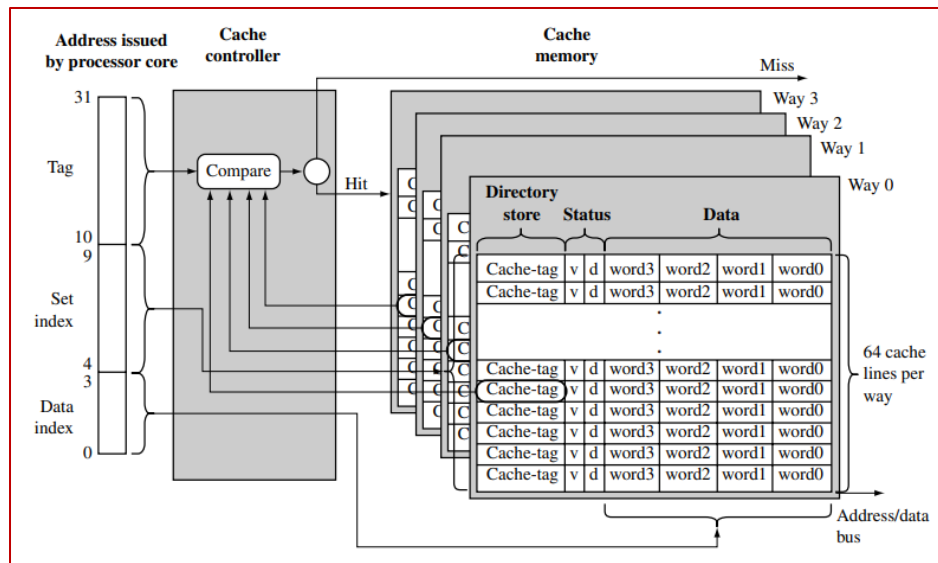 Address issued
by processor core
Cache
controller
Cache
memory
Miss
31
Way 3
Way 2
Way 1
Way 0
Tag
Compare
Hit
C
C
C
C
C
C
Directory
store
Status
Data
10
9
Cache-tag v d word3 word2 word1 word0
Cache-tag v d word3 word2 word1 word0
.
.
.
Set
index
64 cache
lines per
way
4
3
Cache-tag v d word3 word2 word1 word0
Cache-tag v d word3 word2 word1 word0
Cache-tag v d word3 word2 word1 word0
Cache-tag v d word3 word2 word1 word0
Cache-tag v d word3 word2 word1 word0
Cache-tag v d word3 word2 word1 word0
Data
index
0
Address/data
bus